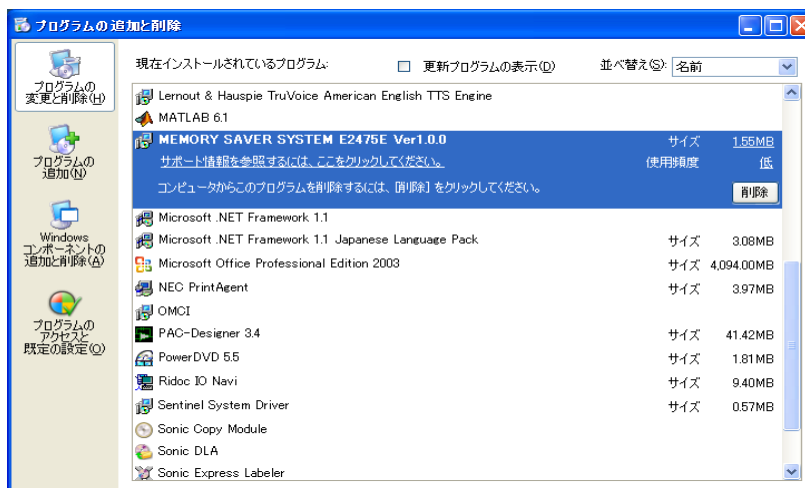 プログラムの追加と削除
プログラムの
変更と削除(H)
プログラムの
追加(N)
Windows
コンポーネントの
追加と削除(A)
プログラムの
アクセスと
既定の設定(O)
現在インストールされているプログラム:
更新プログラムの表示(D)
並べ替え(S): 名前
Lernout & Hauspie TruVoice American English TTS Engine
MATLAB 6.1
MEMORY SAVER SYSTEM E2475E Ver1.0.0 サイズ 1.55MB
サポート情報を参照するには、ここをクリックしてください。 使用頻度 低
コンピュータからこのプログラムを削除するには、[削除] をクリックしてください。 削除
Microsoft .NET Framework 1.1
Microsoft .NET Framework 1.1 Japanese Language Pack サイズ 3.08MB
Microsoft Office Professional Edition 2003 サイズ 4,094.00MB
NEC PrintAgent サイズ 3.97MB
OMCI
PAC-Designer 3.4 サイズ 41.42MB
PowerDVD 5.5 サイズ 1.81MB
Ridoc IO Navi サイズ 9.40MB
Sentinel System Driver サイズ 0.57MB
Sonic Copy Module
Sonic DLA
Sonic Express Labeler